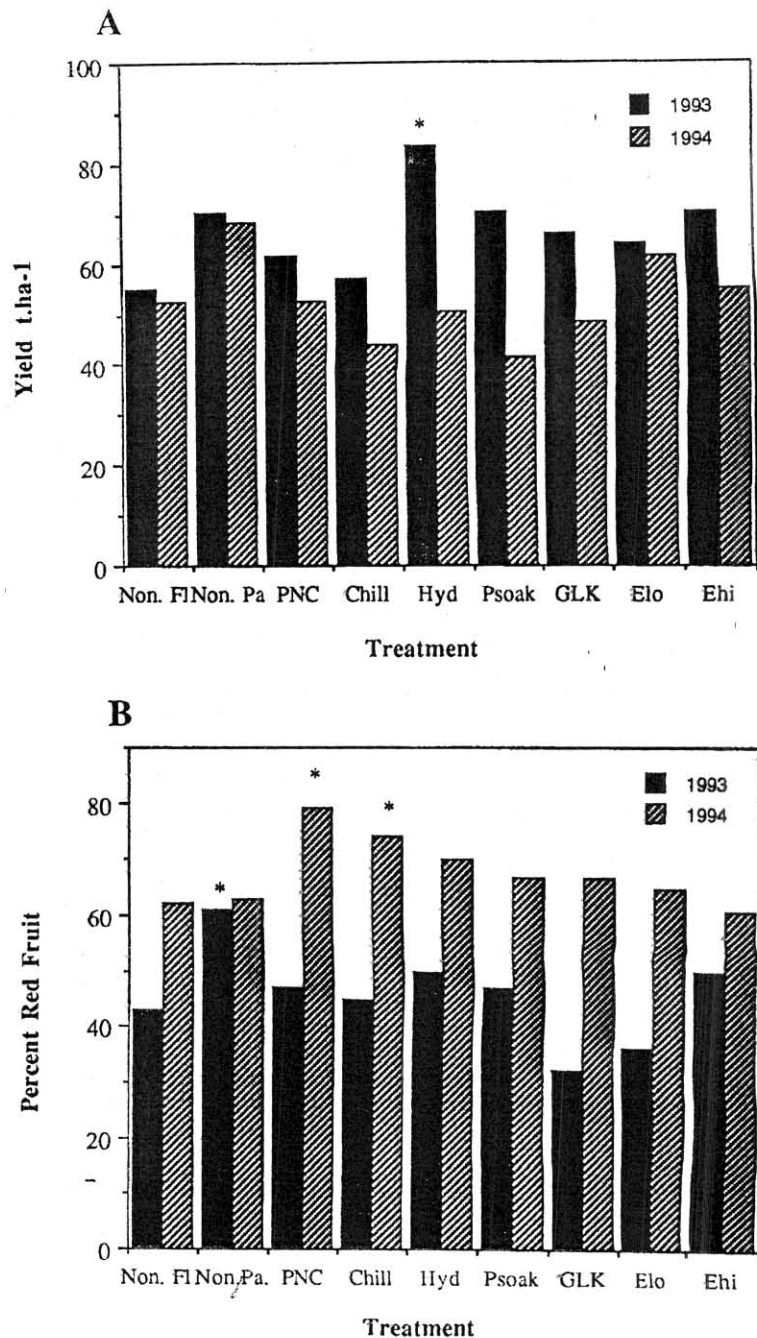 A
100
80
60
40
20
0
Yield t.ha-1
*
1993
1994
Non. Fl Non. Pa PNC Chill Hyd Psoak GLK Elo Ehi
Treatment
B
80
60
40
20
0
Percent Red Fruit
* * *
1993
1994
Non. Fl Non. Pa. PNC Chill Hyd Psoak GLK Elo Ehi
Treatment